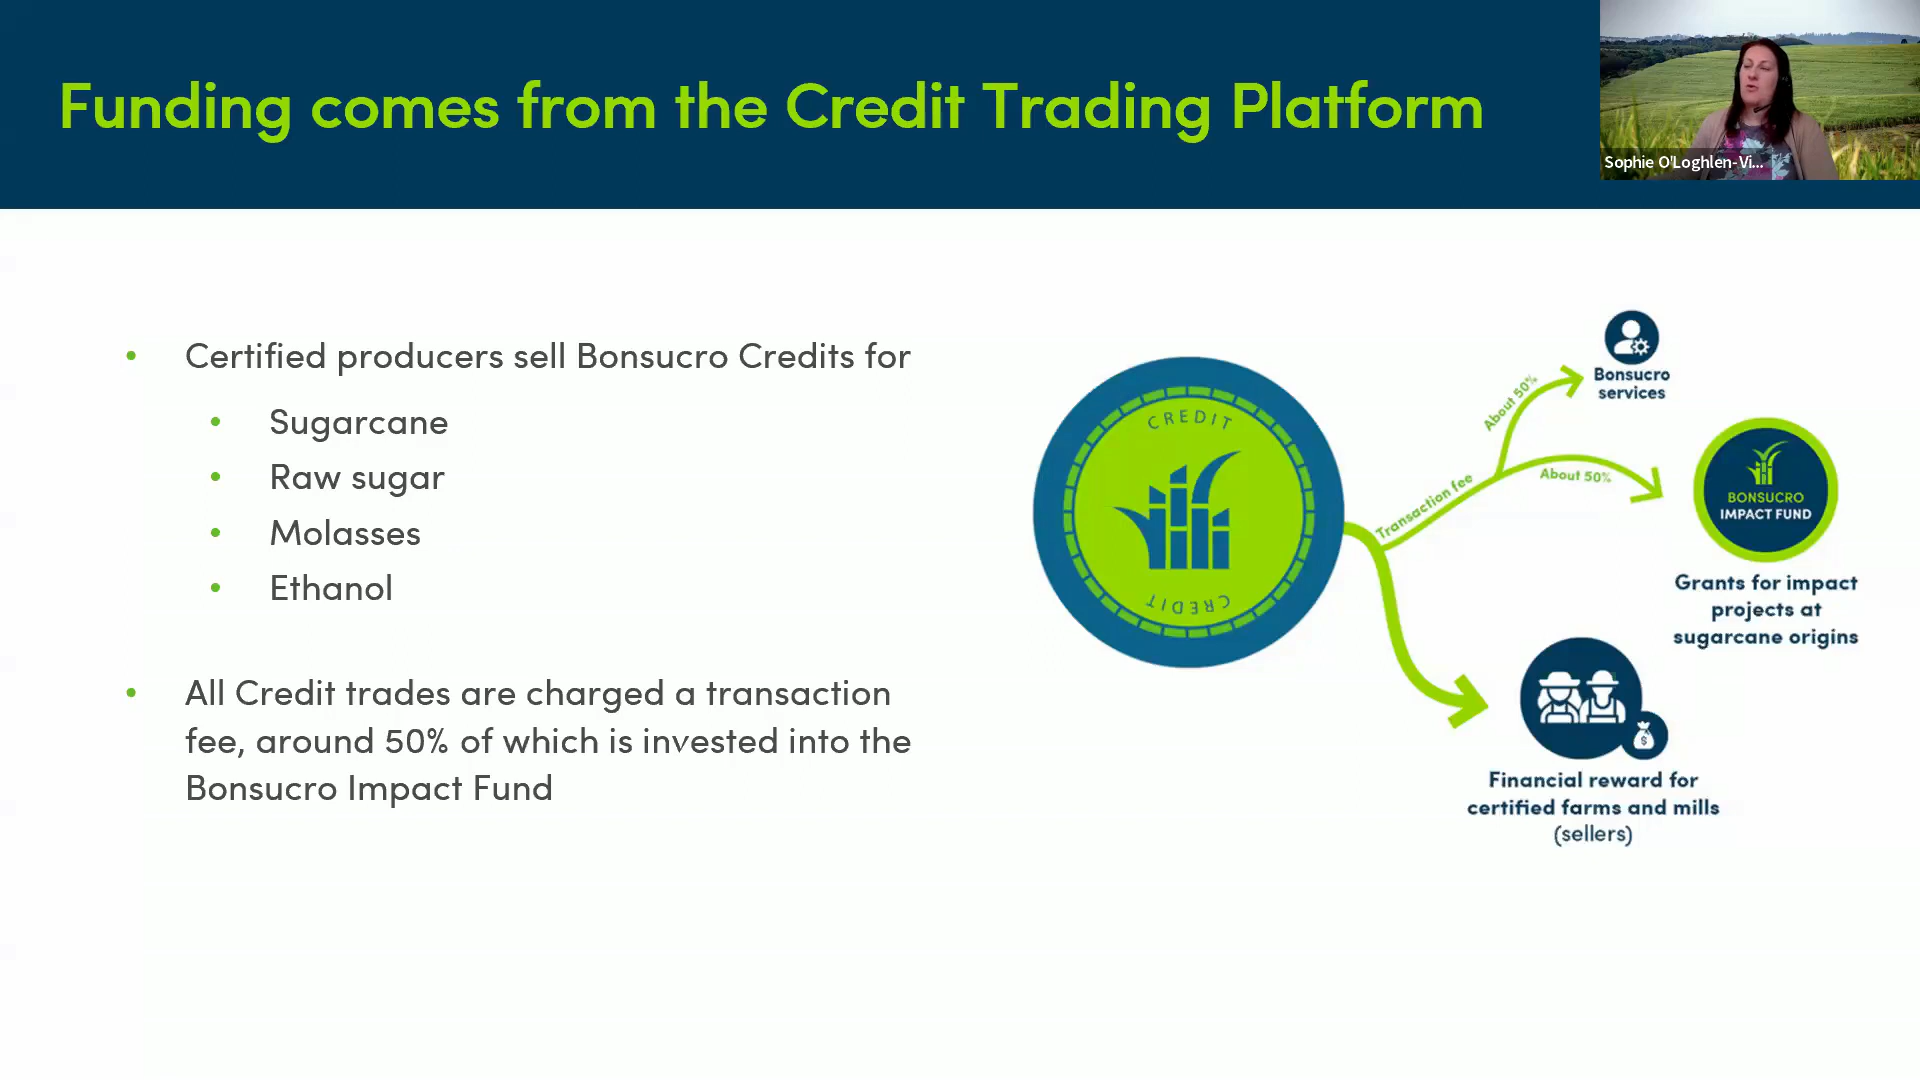 Funding comes from the Credit Trading Platform
Sophie O'Loghlen-Vi...
• Certified producers sell Bonsucro Credits for
• Sugarcane
• Raw sugar
• Molasses
• Ethanol
• All Credit trades are charged a transaction
fee, around 50% of which is invested into the
Bonsucro Impact Fund
CREDIT
CREDIT
Transaction fee
About 50%
Bonsucro
services
About 50%
BONSUCRO
IMPACT FUND
Grants for impact
projects at
sugarcane origins
$
Financial reward for
certified farms and mills
(sellers)